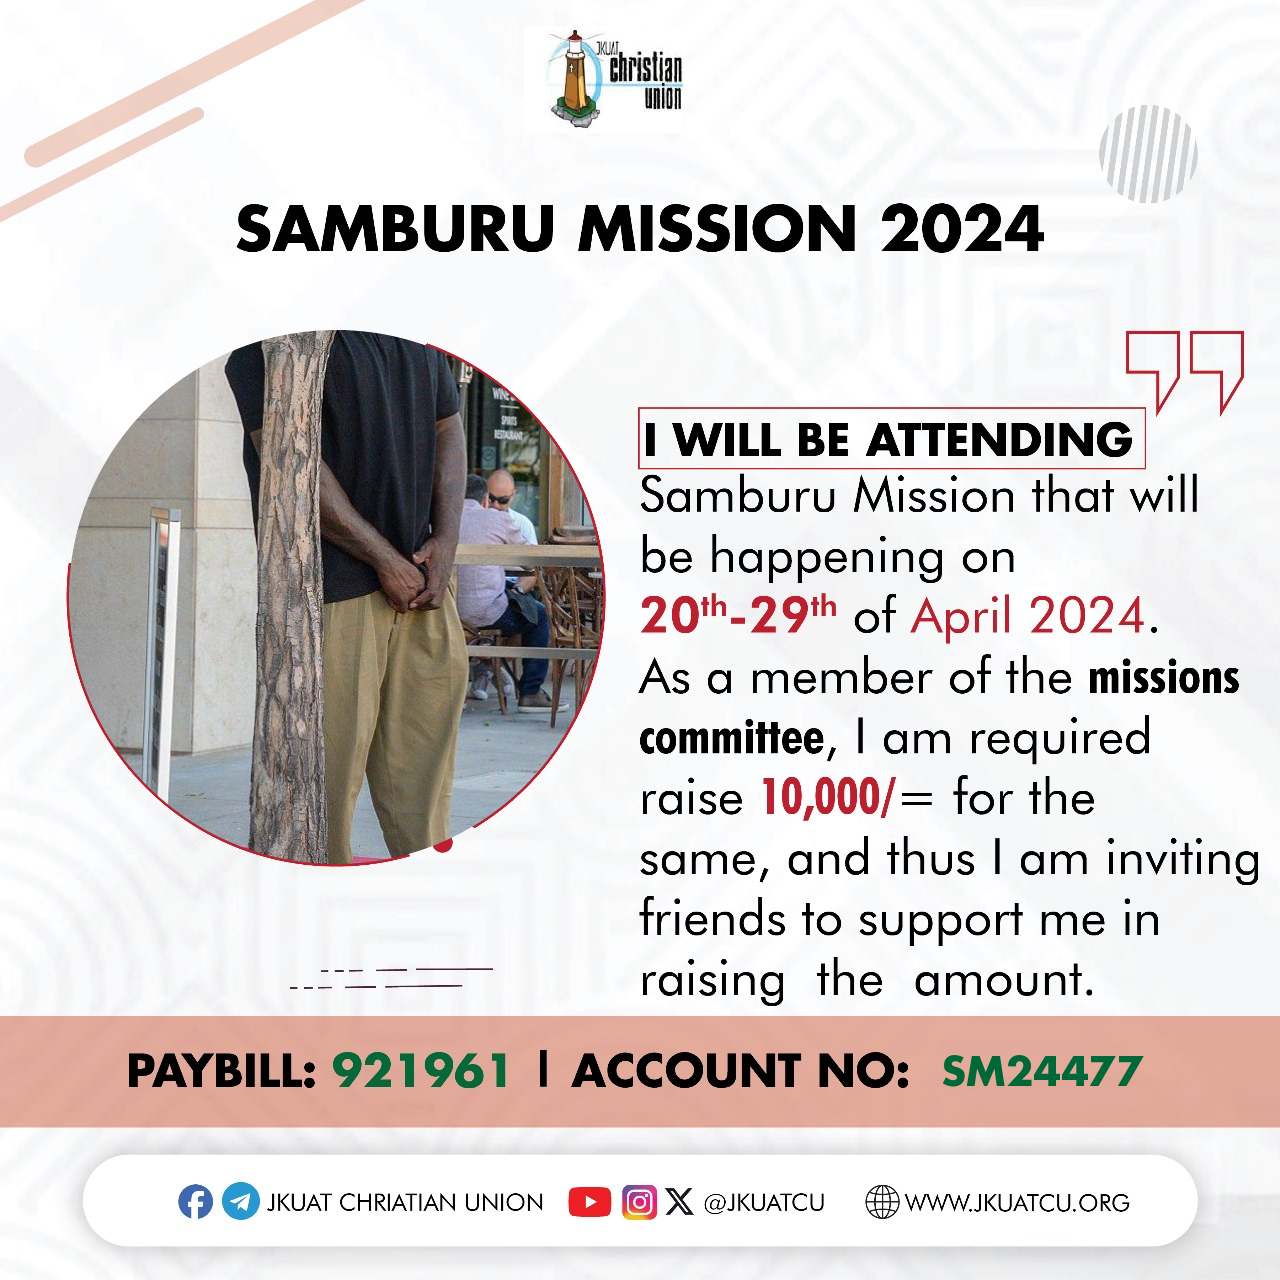 JKUAT
christian
union
SAMBURU MISSION 2024
WINE
SPIRITS
RESTAURANT
I WILL BE ATTENDING
Samburu Mission that will
be happening on
20th-29th of April 2024.
As a member of the missions
committee, I am required
raise 10,000/= for the
same, and thus I am inviting
friends to support me in
raising the amount.
PAYBILL: 921961 | ACCOUNT NO: SM24477
JKUAT CHRIATIAN UNION @JKUATCU WWW.JKUATCU.ORG